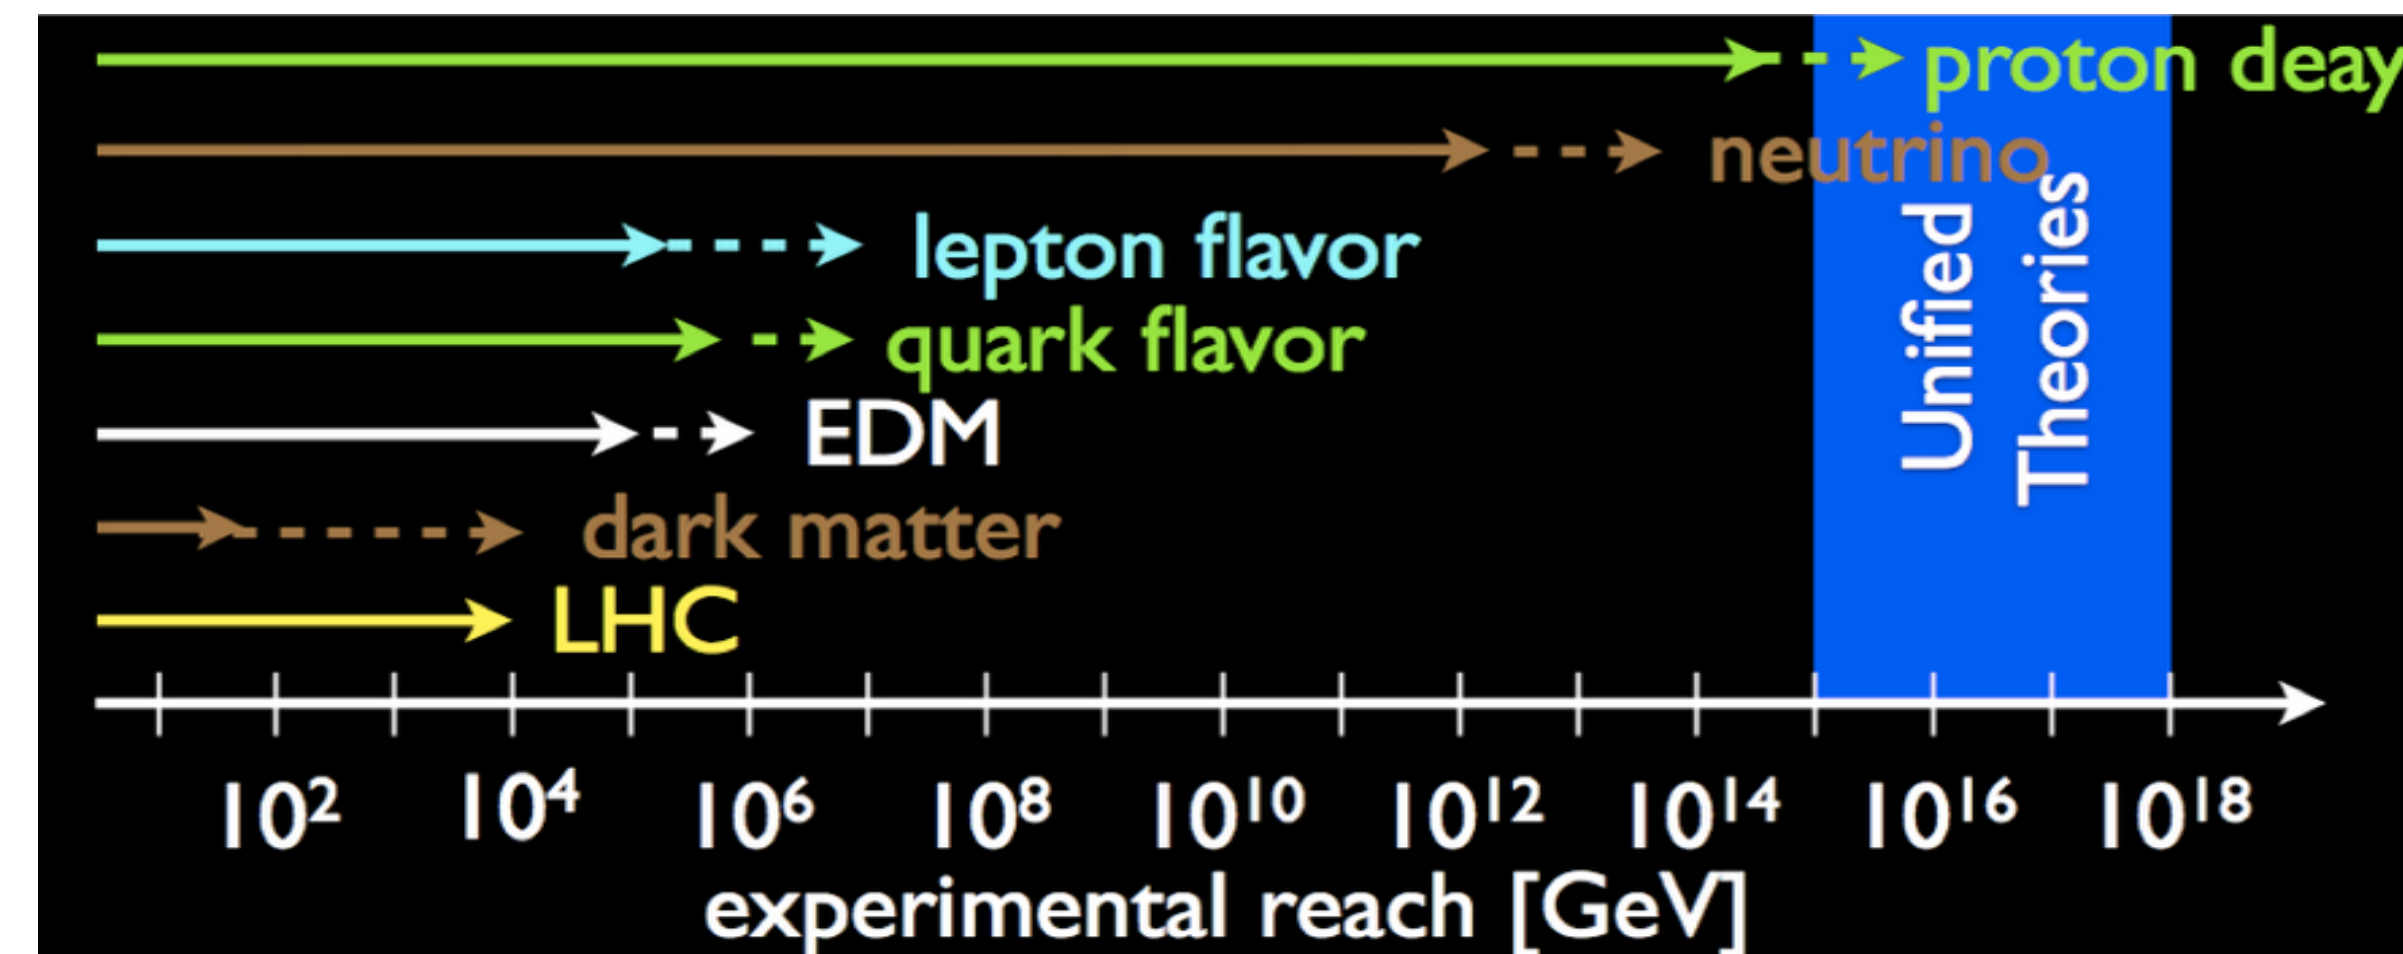 proton deay
neutrino
lepton flavor
quark flavor
EDM
dark matter
LHC
Unified
Theories
10² 10⁴ 10⁶ 10⁸ 10¹⁰ 10¹² 10¹⁴ 10¹⁶ 10¹⁸
experimental reach [GeV]